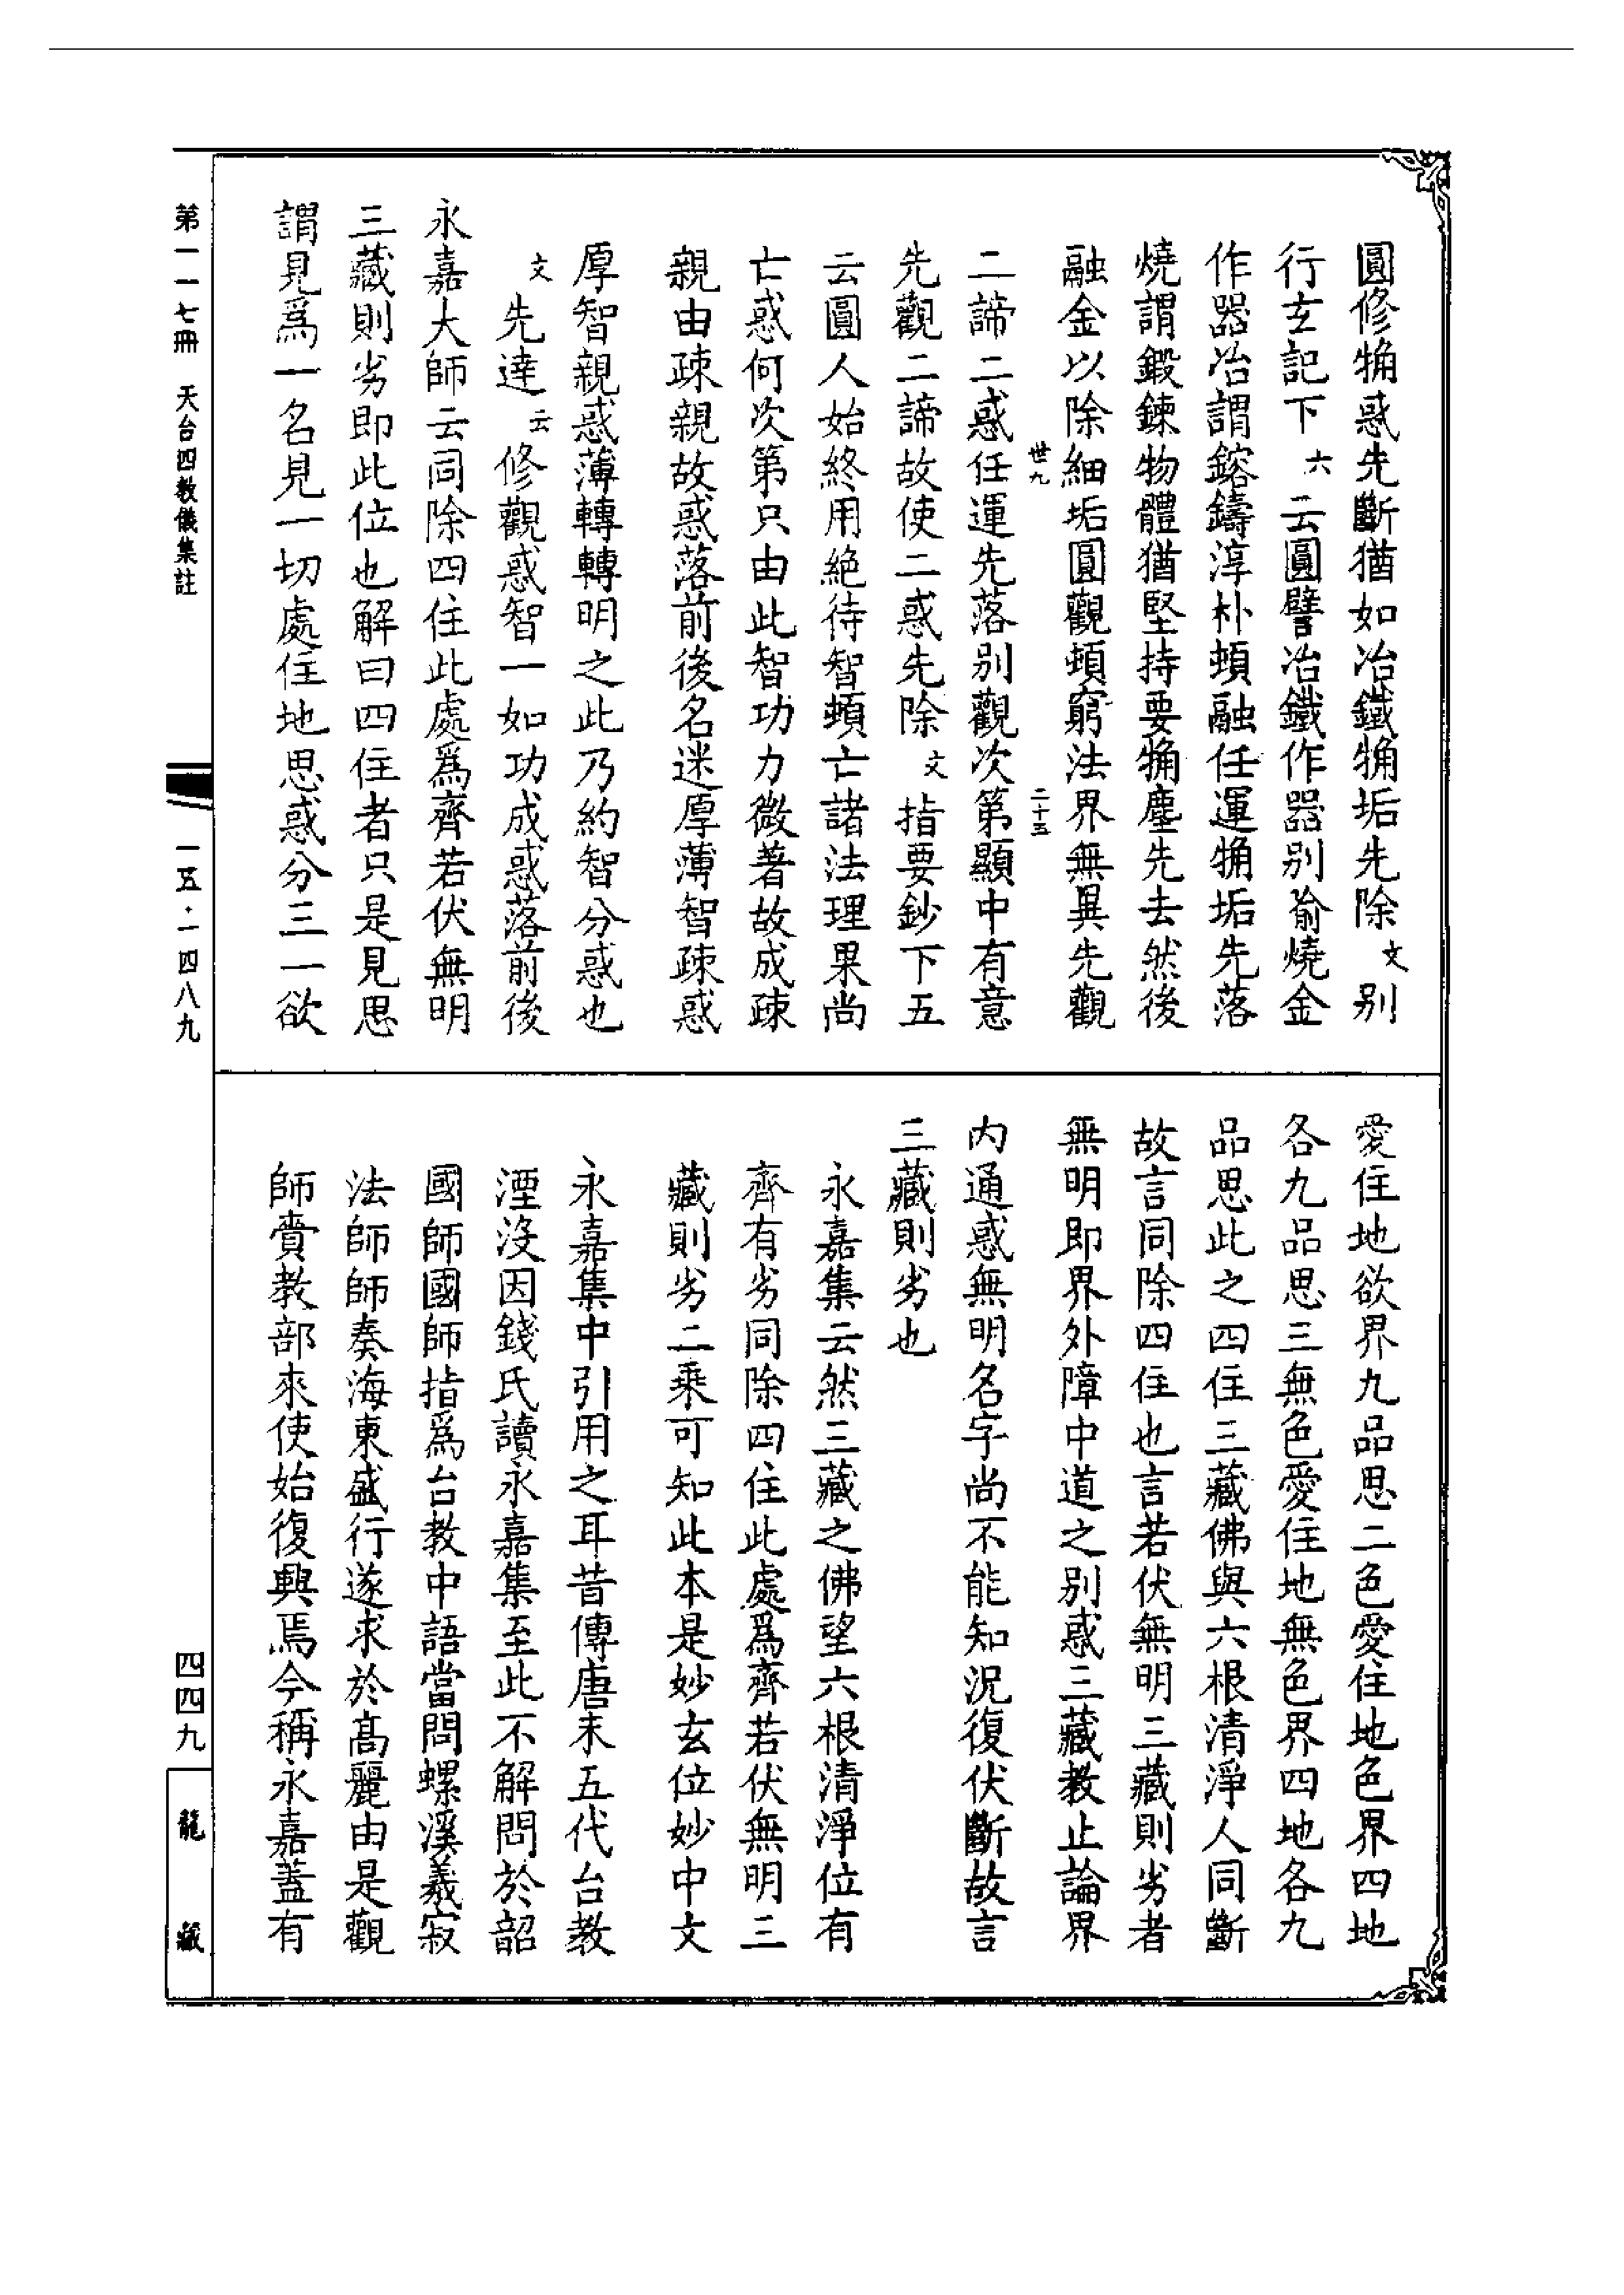 圓修觕惑先斷猶如冶鐵觕垢先除文別
行玄記下六云圓譬冶鐵作器別喻燒金
作器冶謂鎔鑄淳朴頓融任運觕垢先落
燒謂鍛鍊物體猶堅持要觕塵先去然後
融金以除細垢圓觀頓窮法界無異先觀
世九 二十五
二諦二惑任運先落別觀次第顯中有意
先觀二諦故使二惑先除文指要鈔下五
云圓人始終用絕待智頓亡諸法理果尚
亡惑何次第只由此智功力微著故成疎
親由疎親故惑落前後名迷厚薄智疎惑
厚智親惑薄轉轉明之此乃約智分惑也
文先達云修觀惑智一如功成惑落前後
永嘉大師云同除四住此處爲齊若伏無明
三藏則劣即此位也解曰四住者只是見思
謂見爲一名見一切處住地思惑分三一欲
愛住地欲界九品思二色愛住地色界四地
各九品思三無色愛住地無色界四地各九
品思此之四住三藏佛與六根清淨人同斷
故言同除四住也言若伏無明三藏則劣者
無明即界外障中道之別惑三藏教止論界
内通惑無明名字尚不能知況復伏斷故言
三藏則劣也
永嘉集云然三藏之佛望六根清淨位有
齊有劣同除四住此處爲齊若伏無明三
藏則劣二乘可知此本是妙玄位妙中文
永嘉集中引用之耳昔傳唐末五代台教
湮沒因錢氏讀永嘉集至此不解問於韶
國師國師指爲台教中語當問螺溪羲寂
法師師奏海東盛行遂求於高麗由是觀
師賫教部來使始復興焉今稱永嘉蓋有
第一一七冊 天台四教儀集註
一五·一四八九
四四九
龍藏